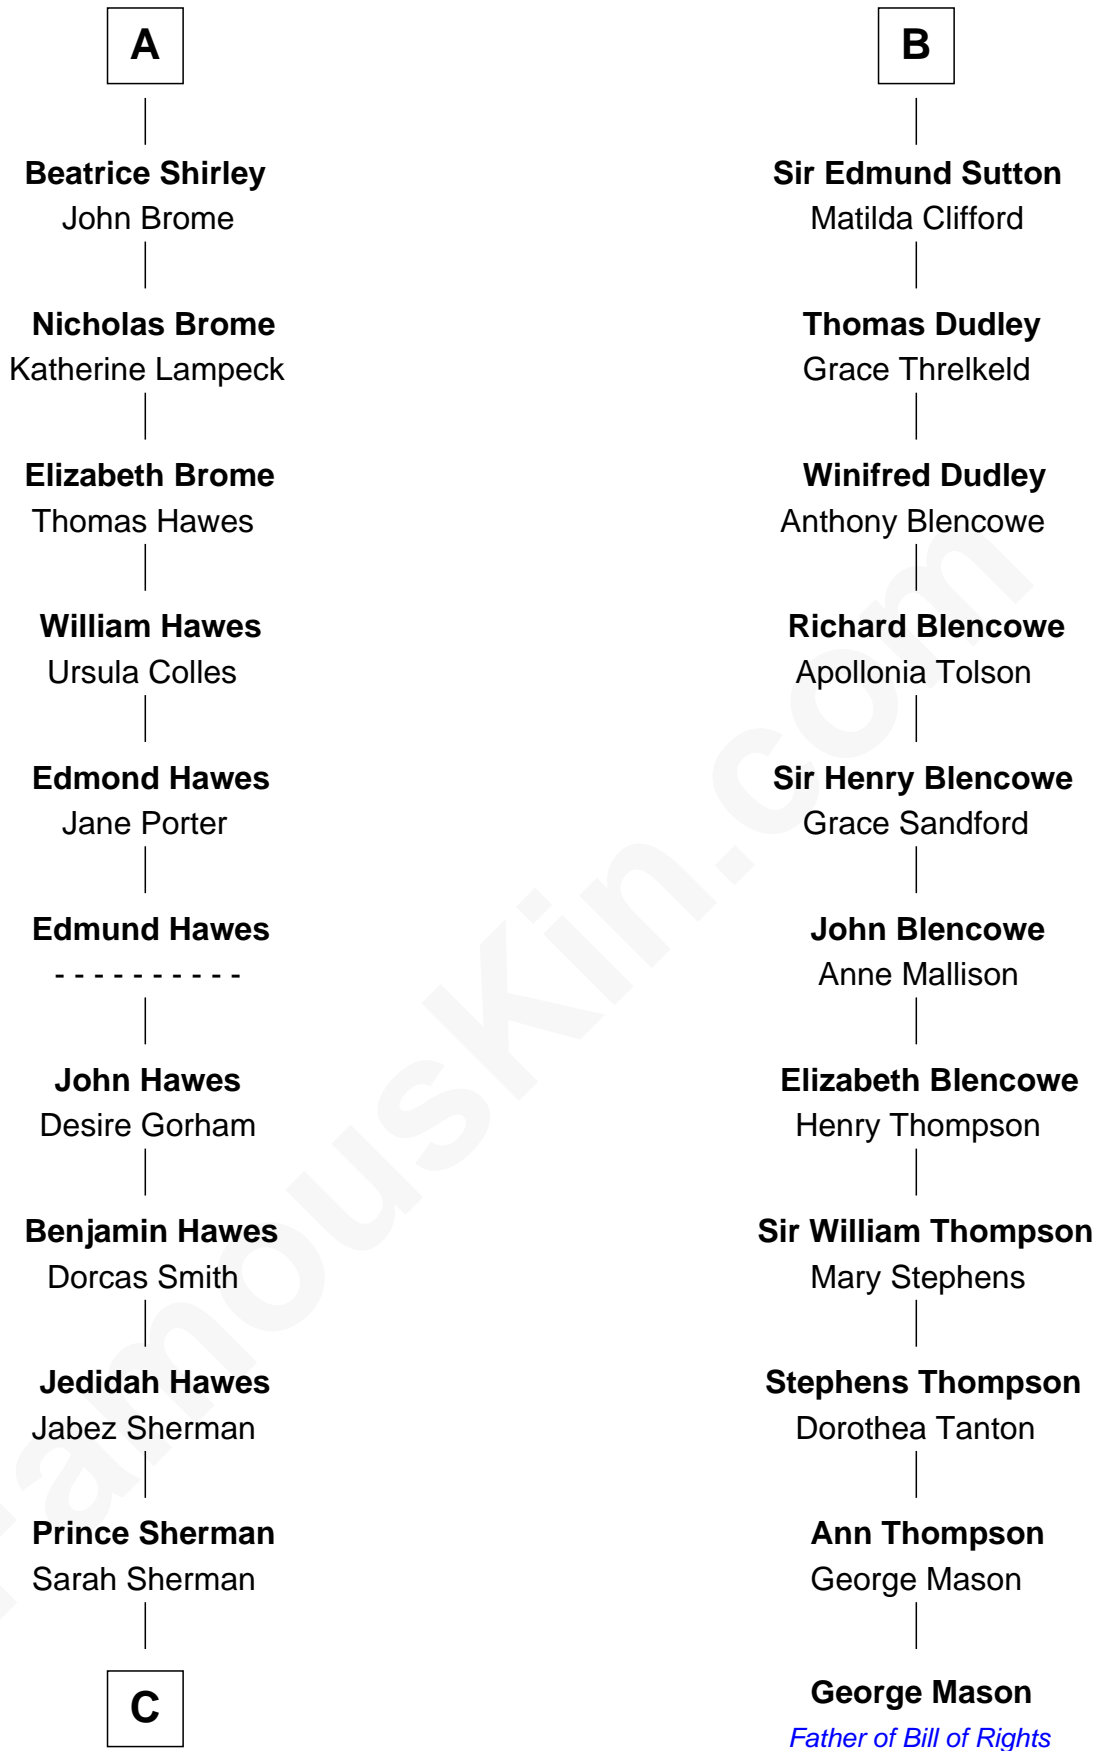 A
Beatrice Shirley
John Brome
Nicholas Brome
Katherine Lampeck
Elizabeth Brome
Thomas Hawes
William Hawes
Ursula Colles
Edmond Hawes
Jane Porter
Edmund Hawes
- - - - - - - - - -
John Hawes
Desire Gorham
Benjamin Hawes
Dorcas Smith
Jedidah Hawes
Jabez Sherman
Prince Sherman
Sarah Sherman
C
B
Sir Edmund Sutton
Matilda Clifford
Thomas Dudley
Grace Threlkeld
Winifred Dudley
Anthony Blencowe
Richard Blencowe
Apollonia Tolson
Sir Henry Blencowe
Grace Sandford
John Blencowe
Anne Mallison
Elizabeth Blencowe
Henry Thompson
Sir William Thompson
Mary Stephens
Stephens Thompson
Dorothea Tanton
Ann Thompson
George Mason
George Mason
Father of Bill of Rights
FamousKin.com